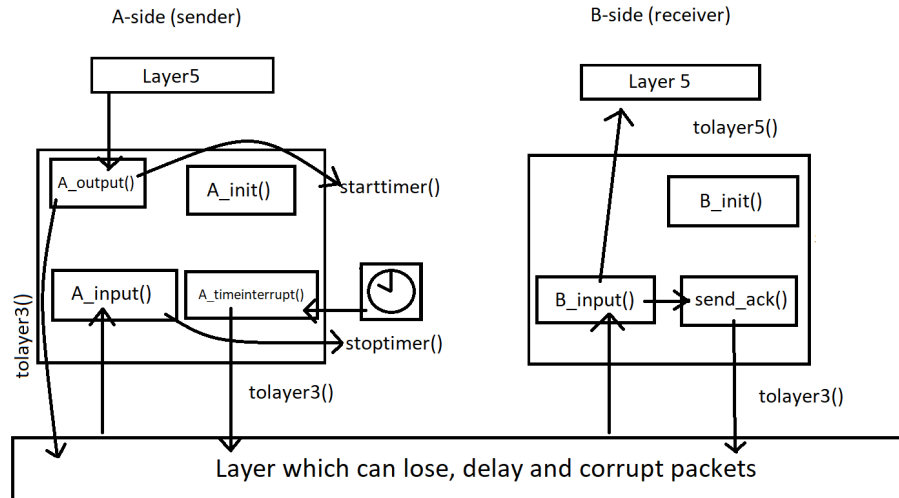 A-side (sender)
B-side (receiver)
Layer5
Layer 5
tolayer5()
A_output()
A_init()
starttimer()
B_init()
A_input()
A_timeinterrupt()
B_input()
send_ack()
stoptimer()
tolayer3()
tolayer3()
tolayer3()
Layer which can lose, delay and corrupt packets